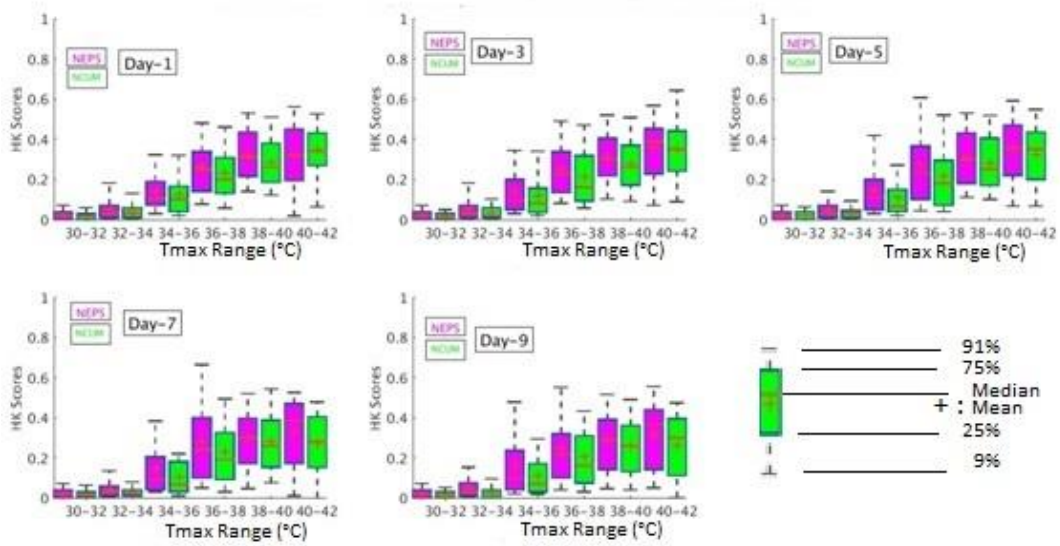 1
0.8
0.6
0.4
0.2
0
HK Scores
NEPS
NCUM
Day-1
30-32 32-34 34-36 36-38 38-40 40-42
Tmax Range (°C)
1
0.8
0.6
0.4
0.2
0
HK Scores
NEPS
NCUM
Day-3
30-32 32-34 34-36 36-38 38-40 40-42
Tmax Range (°C)
1
0.8
0.6
0.4
0.2
0
HK Scores
NEPS
NCUM
Day-5
30-32 32-34 34-36 36-38 38-40 40-42
Tmax Range (°C)
1
0.8
0.6
0.4
0.2
0
HK Scores
NEPS
NCUM
Day-7
30-32 32-34 34-36 36-38 38-40 40-42
Tmax Range (°C)
1
0.8
0.6
0.4
0.2
0
HK Scores
NEPS
NCUM
Day-9
30-32 32-34 34-36 36-38 38-40 40-42
Tmax Range (°C)
91%
75%
Median
+ : Mean
25%
9%